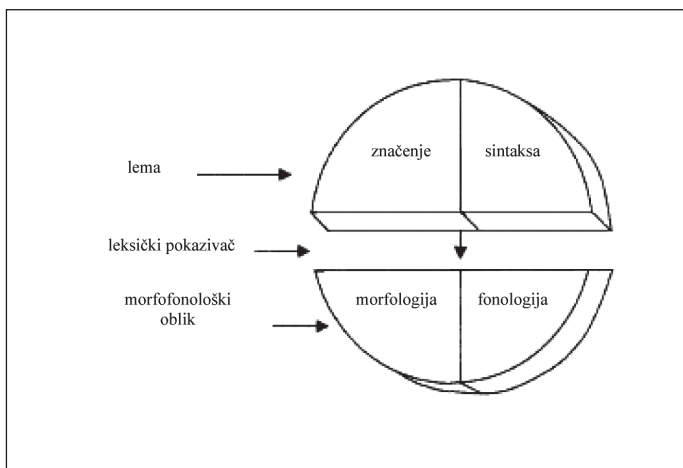 značenje
sintaksa
lema
leksički pokazivač
morfofonološki
oblik
morfologija
fonologija